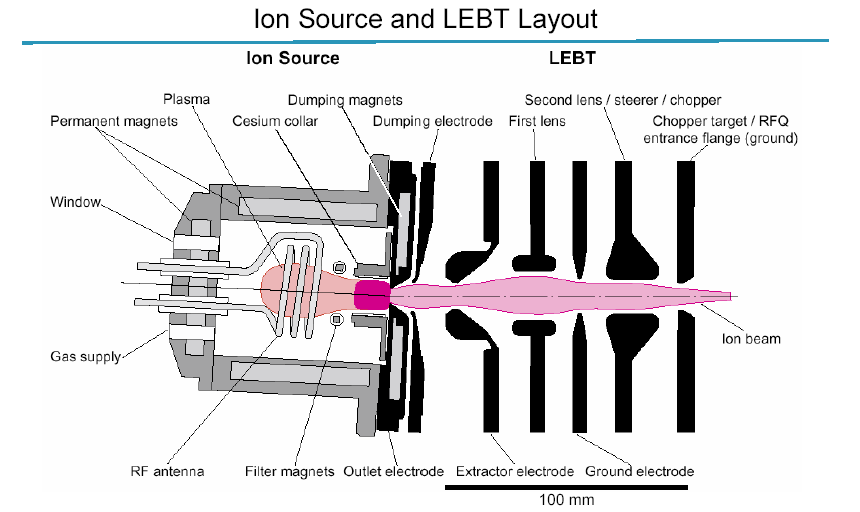 Ion Source and LEBT Layout
Ion Source
LEBT
Plasma
Dumping magnets
Second lens / steerer / chopper
Permanent magnets
Cesium collar
Dumping electrode
First lens
Chopper target / RFQ
entrance flange (ground)
Window
Ion beam
Gas supply
RF antenna
Filter magnets
Outlet electrode
Extractor electrode
Ground electrode
100 mm